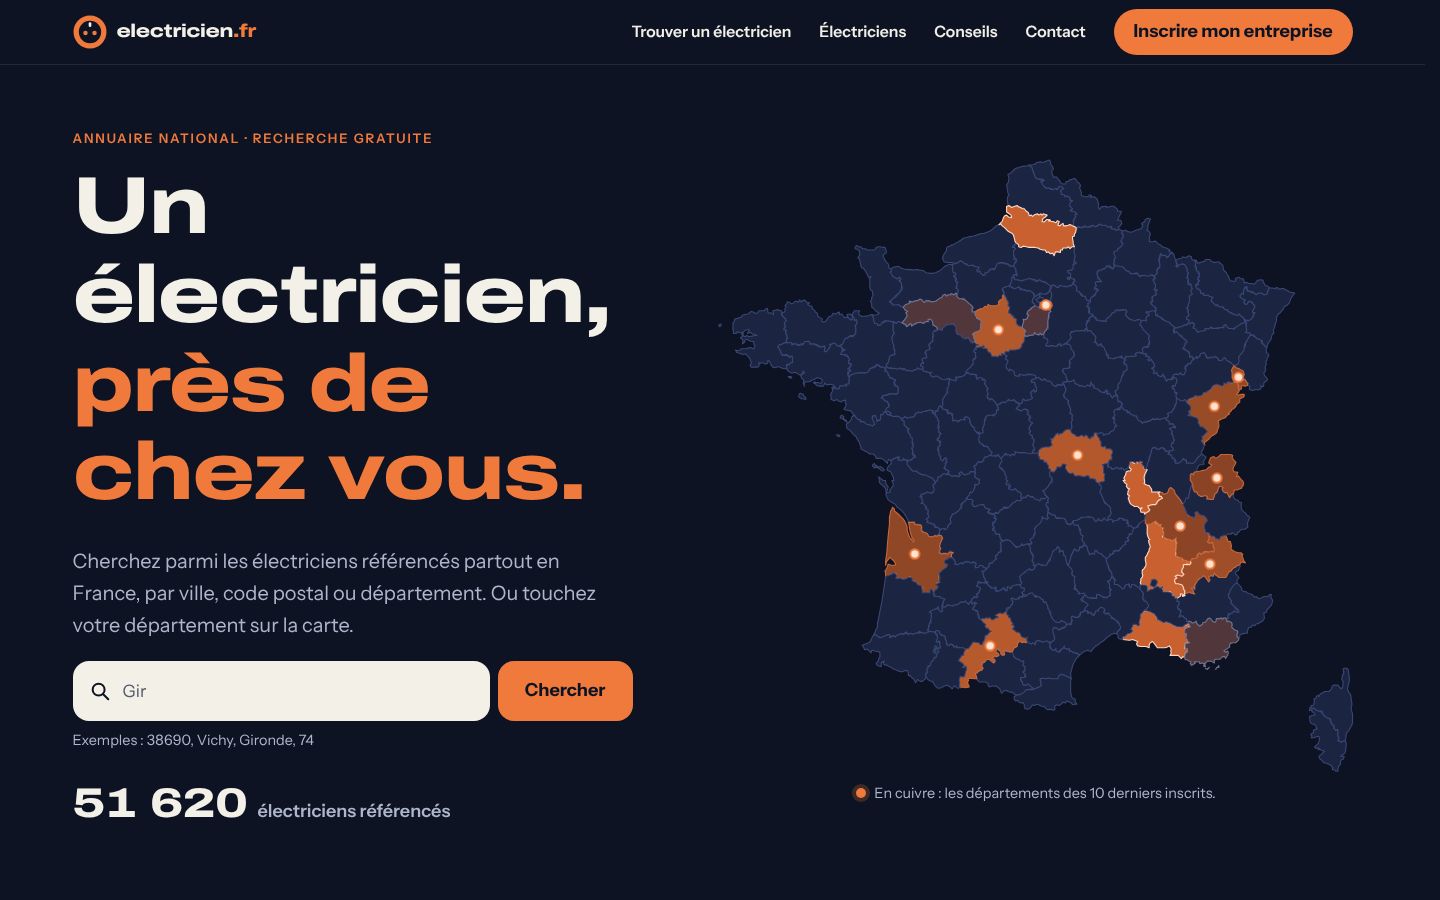 electricien.fr
Trouver un électricien
Électriciens
Conseils
Contact
Inscrire mon entreprise
ANNUAIRE NATIONAL · RECHERCHE GRATUITE
Un
électricien,
près de
chez vous.
Cherchez parmi les électriciens référencés partout en
France, par ville, code postal ou département. Ou touchez
votre département sur la carte.
Gir
Chercher
Exemples : 38690, Vichy, Gironde, 74
51 620 électriciens référencés
En cuivre : les départements des 10 derniers inscrits.